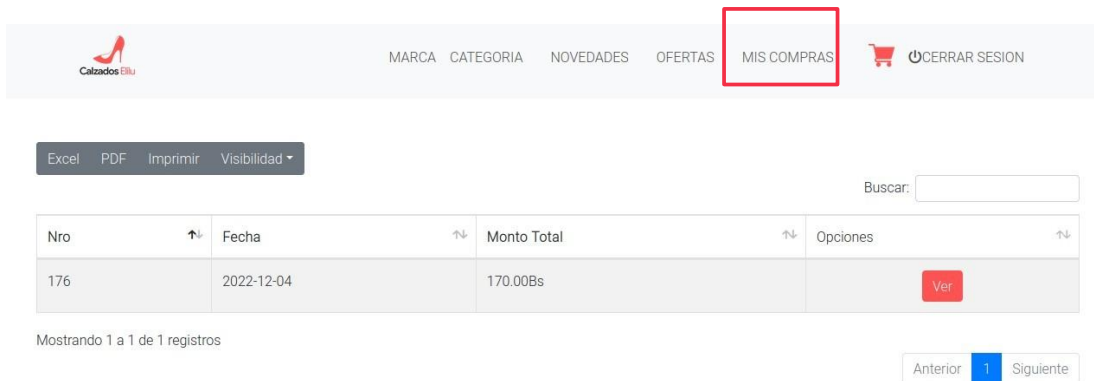 Calzados Elilu
MARCA CATEGORIA NOVEDADES OFERTAS MIS COMPRAS CERRAR SESION
Excel PDF Imprimir Visibilidad
Buscar:
Nro Fecha Monto Total Opciones
176 2022-12-04 170.00Bs Ver
Mostrando 1 a 1 de 1 registros
Anterior 1 Siguiente